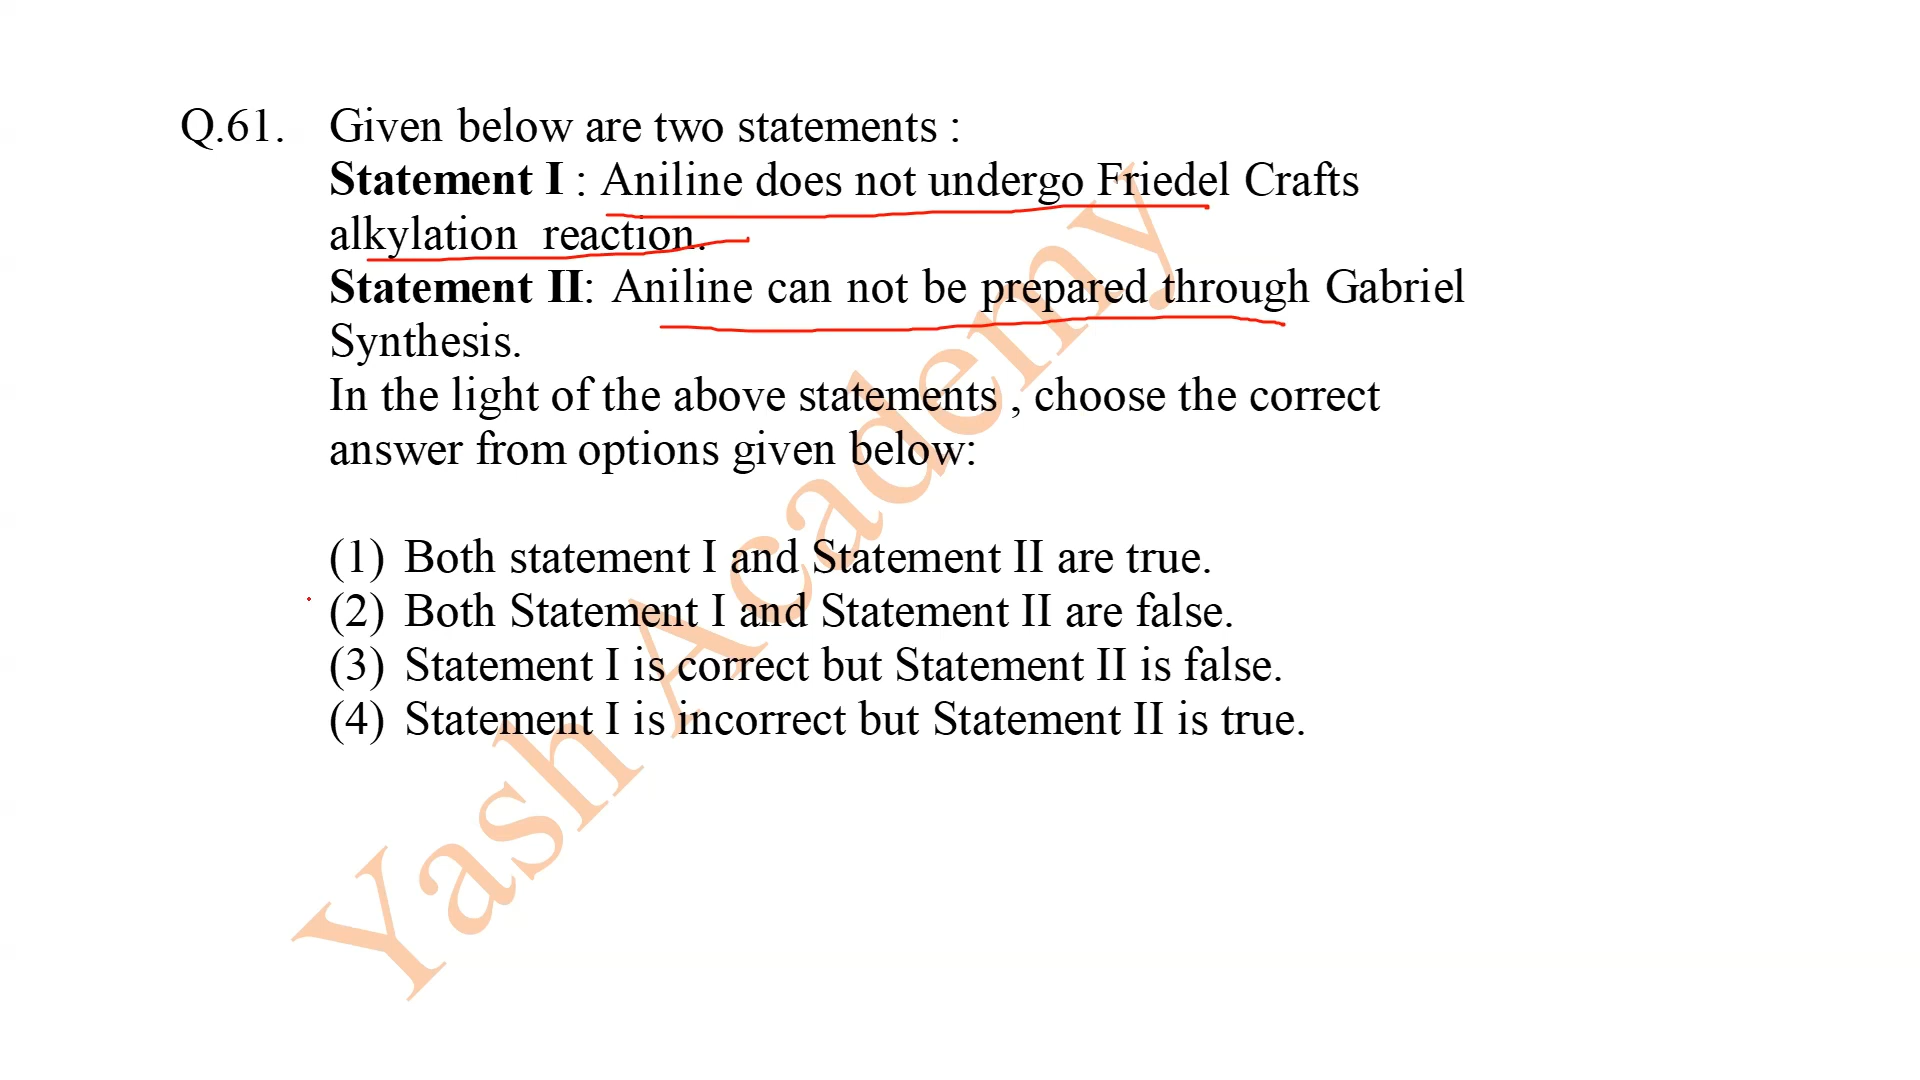 Q.61. Given below are two statements :
Statement I : Aniline does not undergo Friedel Crafts
alkylation reaction.
Statement II: Aniline can not be prepared through Gabriel
Synthesis.
In the light of the above statements , choose the correct
answer from options given below:
(1) Both statement I and Statement II are true.
(2) Both Statement I and Statement II are false.
(3) Statement I is correct but Statement II is false.
(4) Statement I is incorrect but Statement II is true.
Yash Academy